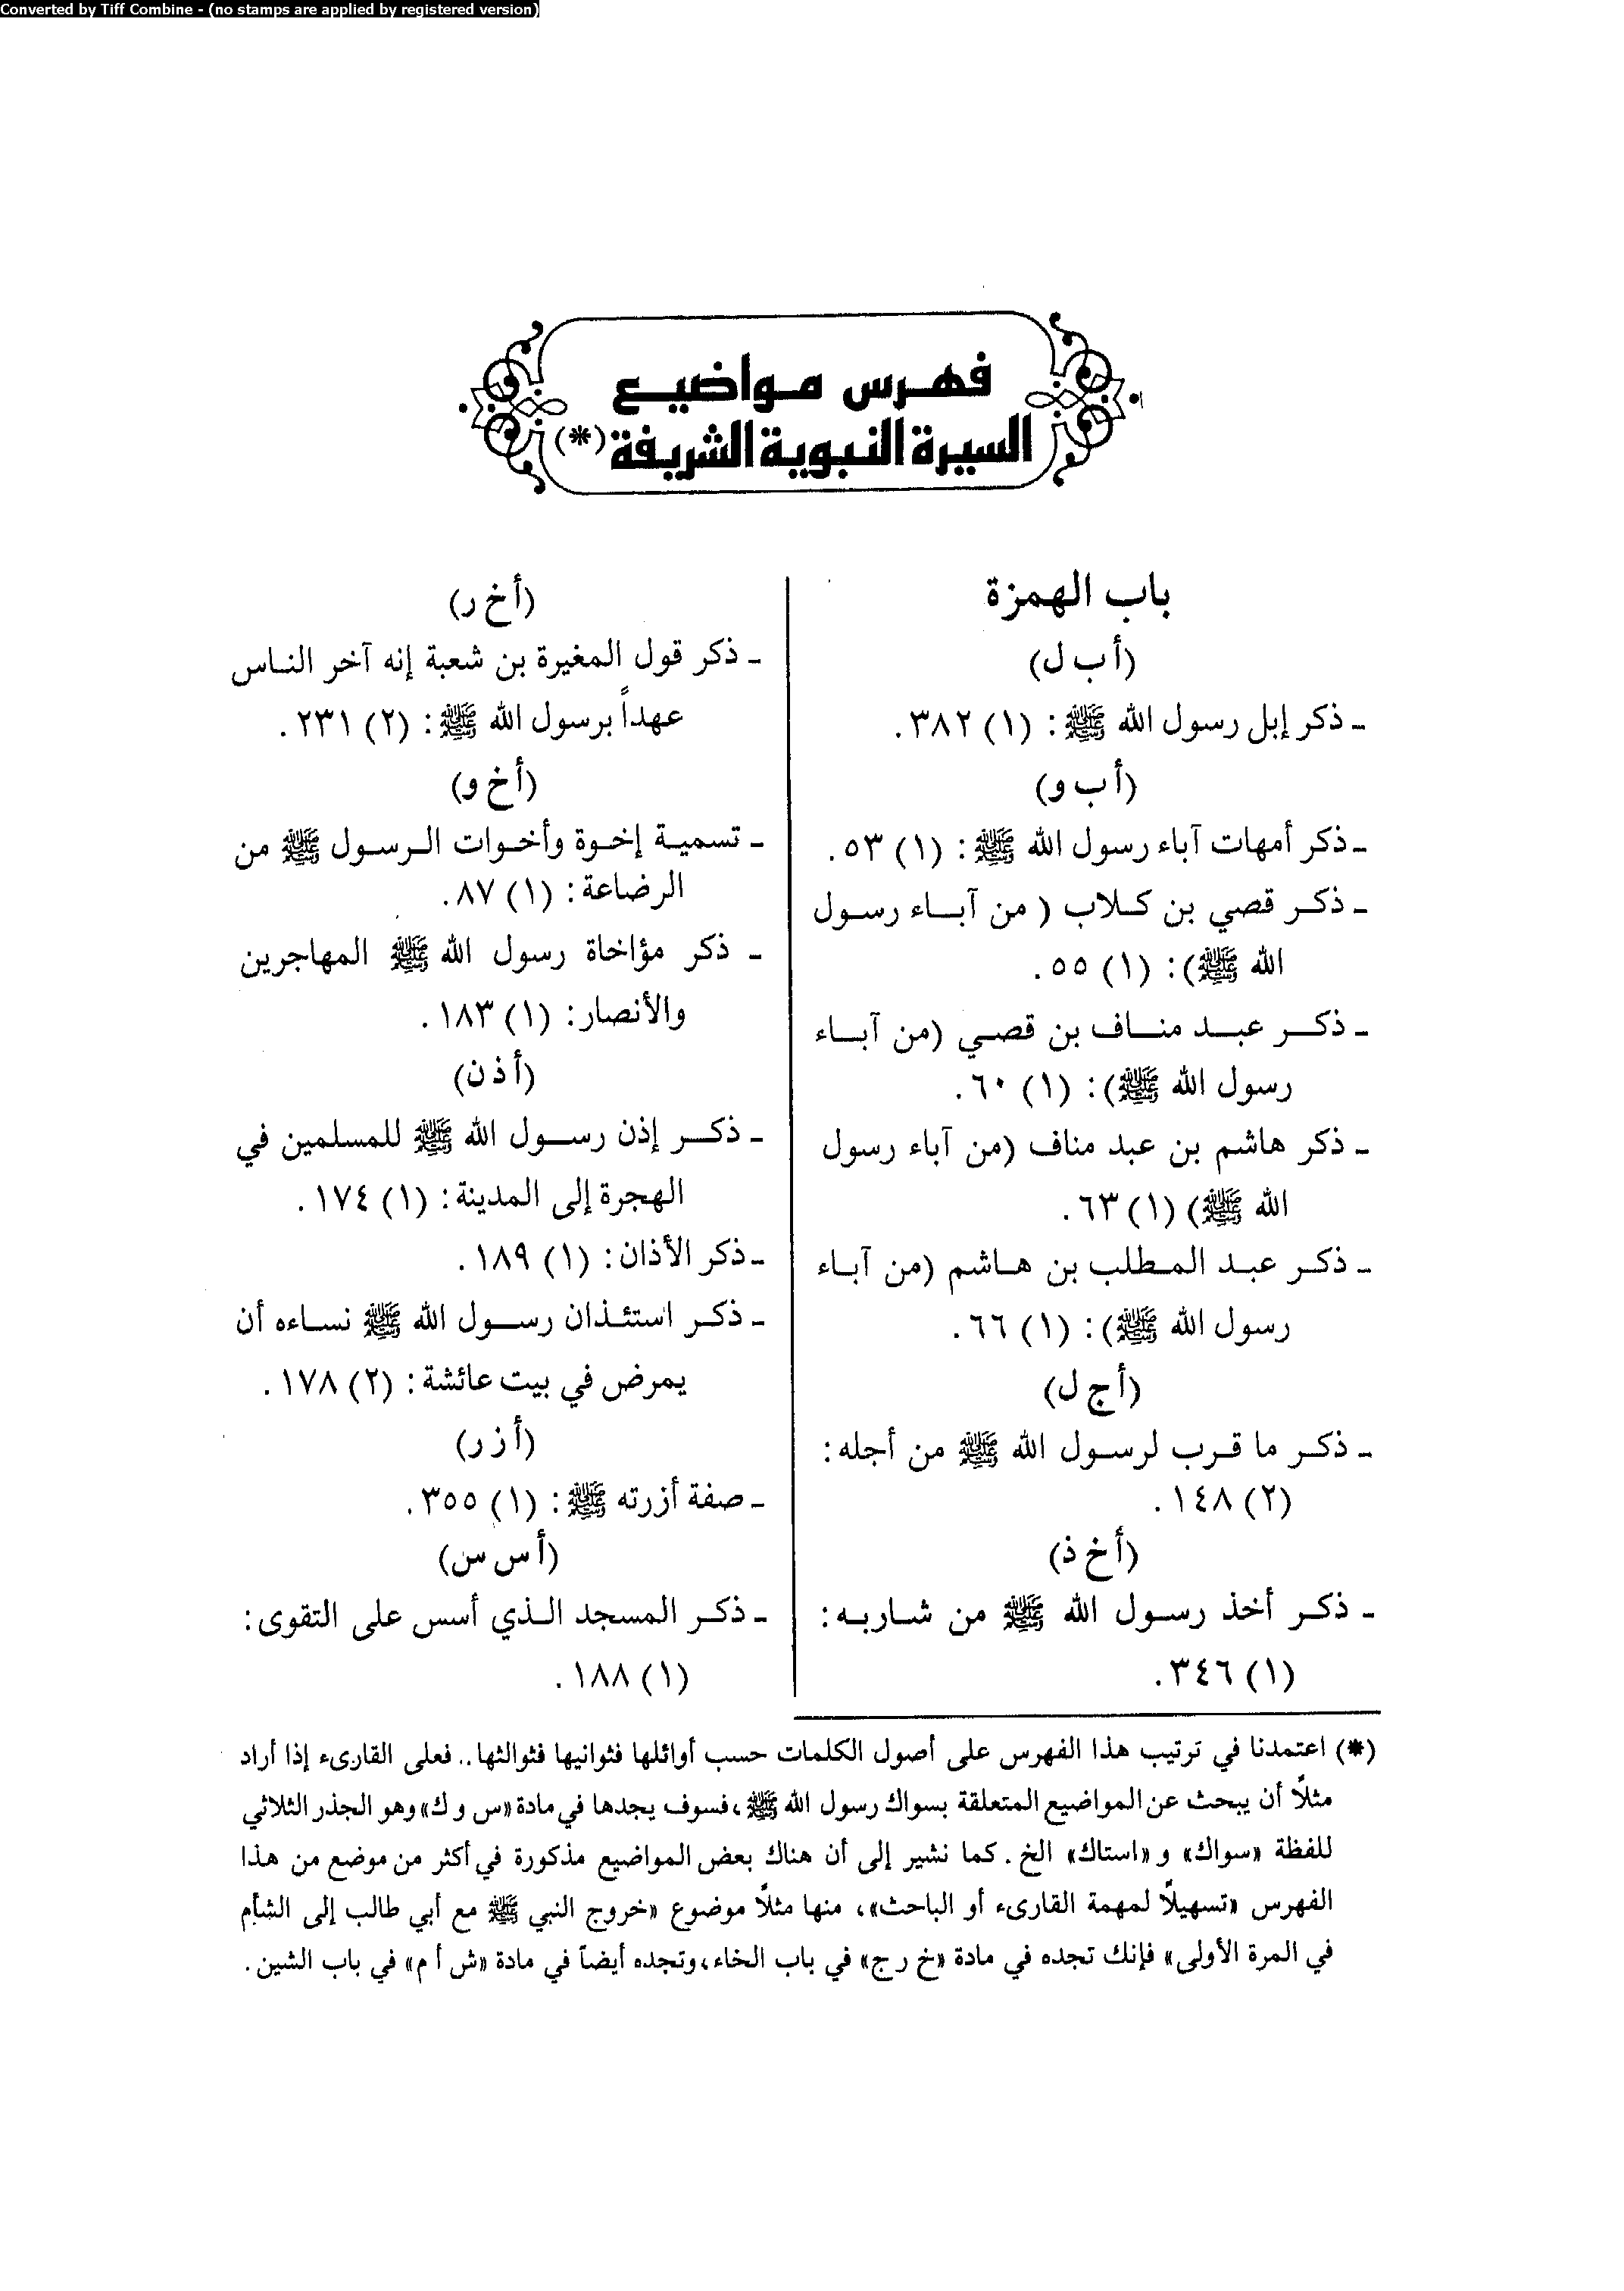 Converted by Tiff Combine - (no stamps are applied by registered version)
فهرس مواضيع
السيرة النبوية الشريفة (*)
باب الهمزة
(أ ب ل)
ـ ذكر إبل رسول الله ﷺ: (١) ٣٨٢.
(أ ب و)
ـ ذكر أمهات آباء رسول الله ﷺ: (١) ٥٣.
ـ ذكر قصي بن كلاب ( من آباء رسول
الله ﷺ): (١) ٥٥.
ـ ذكر عبد مناف بن قصي (من آباء
رسول الله ﷺ): (١) ٦٠.
ـ ذكر هاشم بن عبد مناف (من آباء رسول
الله ﷺ) (١) ٦٣.
ـ ذكر عبد المطلب بن هاشم (من آباء
رسول الله ﷺ): (١) ٦٦.
(أ ج ل)
ـ ذكر ما قرب لرسول الله ﷺ من أجله:
(٢) ١٤٨.
(أ خ ذ)
ـ ذكر أخذ رسول الله ﷺ من شاربه:
(١) ٣٤٦.
(أ خ ر)
ـ ذكر قول المغيرة بن شعبة إنه آخر الناس
عهداً برسول الله ﷺ: (٢) ٢٣١.
(أ خ و)
ـ تسمية إخوة وأخوات الرسول ﷺ من
الرضاعة: (١) ٨٧.
ـ ذكر مؤاخاة رسول الله ﷺ المهاجرين
والأنصار: (١) ١٨٣.
(أ ذ ن)
ـ ذكر إذن رسول الله ﷺ للمسلمين في
الهجرة إلى المدينة: (١) ١٧٤.
ـ ذكر الأذان: (١) ١٨٩.
ـ ذكر استئذان رسول الله ﷺ نساءه أن
يمرض في بيت عائشة: (٢) ١٧٨.
(أ ز ر)
ـ صفة أزرته ﷺ: (١) ٣٥٥.
(أ س س)
ـ ذكر المسجد الذي أسس على التقوى:
(١) ١٨٨.
(*) اعتمدنا في ترتيب هذا الفهرس على أصول الكلمات حسب أوائلها فثوانيها فثوالثها.. فعلى القارىء إذا أراد
مثلاً أن يبحث عن المواضيع المتعلقة بسواك رسول الله ﷺ، فسوف يجدها في مادة «س و ك» وهو الجذر الثلاثي
للفظة «سواك» و «استاك» الخ. كما نشير إلى أن هناك بعض المواضيع مذكورة في أكثر من موضع من هذا
الفهرس «تسهيلاً لمهمة القارىء أو الباحث»، منها مثلاً موضوع «خروج النبي ﷺ مع أبي طالب إلى الشأم
في المرة الأولى» فإنك تجده في مادة «خ ر ج» في باب الخاء، وتجده أيضاً في مادة «ش أ م» في باب الشين.